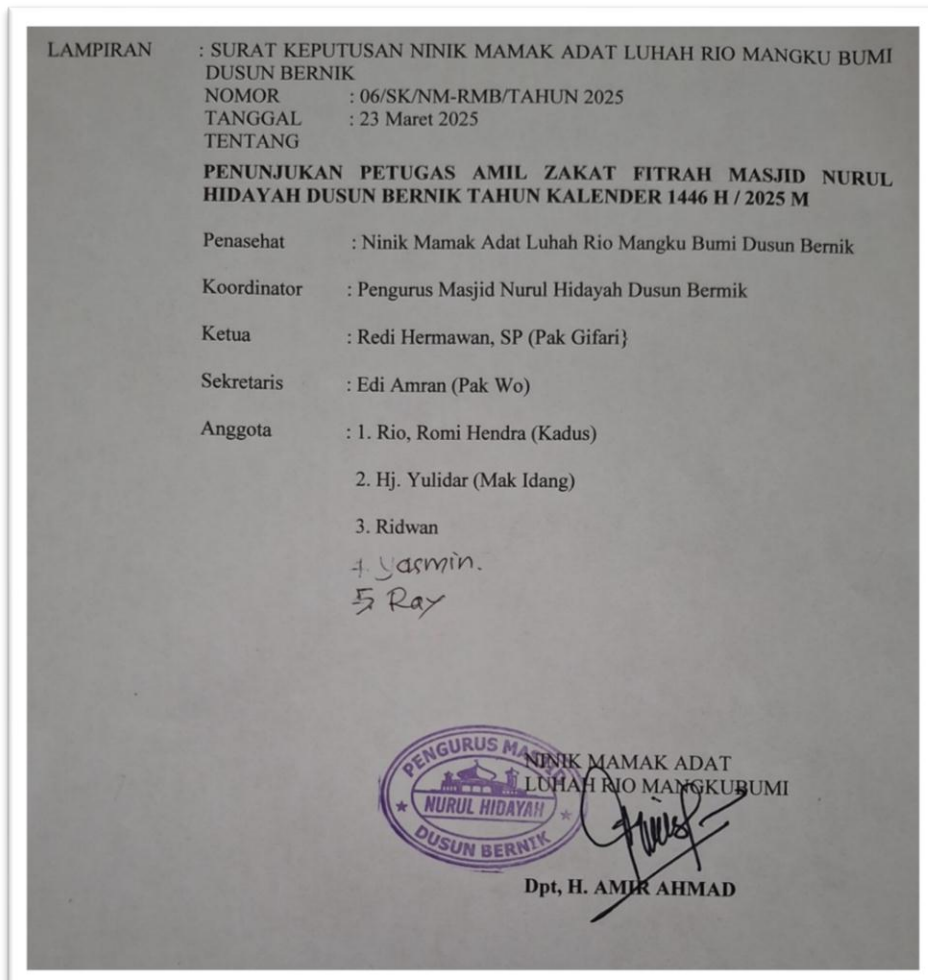 LAMPIRAN : SURAT KEPUTUSAN NINIK MAMAK ADAT LUHAH RIO MANGKU BUMI
DUSUN BERNIK
NOMOR : 06/SK/NM-RMB/TAHUN 2025
TANGGAL : 23 Maret 2025
TENTANG
PENUNJUKAN PETUGAS AMIL ZAKAT FITRAH MASJID NURUL
HIDAYAH DUSUN BERNIK TAHUN KALENDER 1446 H / 2025 M
Penasehat : Ninik Mamak Adat Luhah Rio Mangku Bumi Dusun Bernik
Koordinator : Pengurus Masjid Nurul Hidayah Dusun Bermik
Ketua : Redi Hermawan, SP (Pak Gifari}
Sekretaris : Edi Amran (Pak Wo)
Anggota : 1. Rio, Romi Hendra (Kadus)
2. Hj. Yulidar (Mak Idang)
3. Ridwan
4. Yasmin.
5 Ray
PENGURUS MASJID
NURUL HIDAYAH
DUSUN BERNIK
NINIK MAMAK ADAT
LUHAH RIO MANGKUBUMI
Dpt, H. AMIR AHMAD